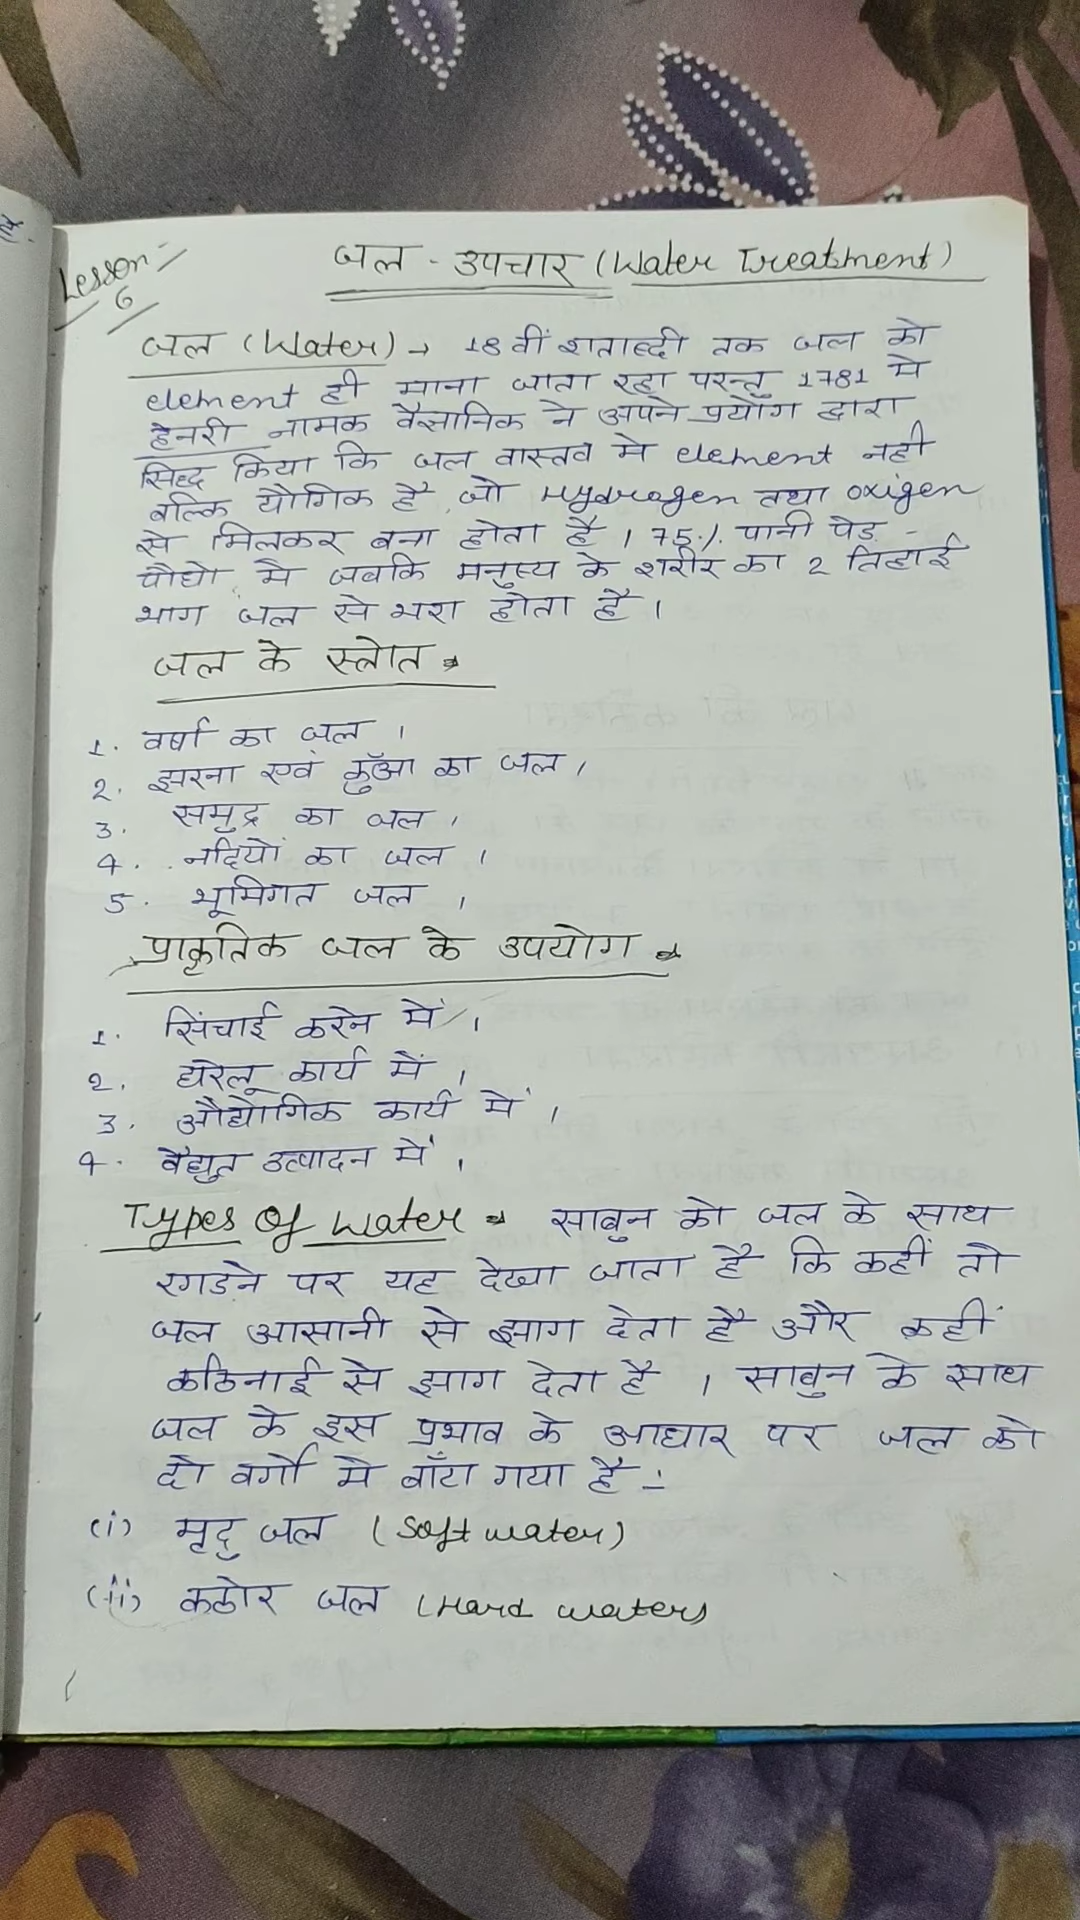 Lesson:-
6
जल - उपचार (Water Treatment)
जल (Water) → 18 वीं शताब्दी तक जल को
element ही माना जाता रहा परन्तु 1781 मे
हेनरी नामक वैज्ञानिक ने अपने प्रयोग द्वारा
सिद्ध किया कि जल वास्तव मे element नही
बल्कि यौगिक है जो Hydrogen तथा oxigen
से मिलकर बना होता है । 75% पानी पेड़ -
पौधो मे जबकि मनुष्य के शरीर का 2 तिहाई
भाग जल से भरा होता है ।
जल के स्त्रोत →
1. वर्षा का जल ।
2. झरना एवं कुँआ का जल ।
3. समुद्र का जल ।
4. नदियों का जल ।
5. भूमिगत जल ।
प्राकृतिक जल के उपयोग →
1. सिंचाई करने में ।
2. घरेलू कार्य में ।
3. औद्योगिक कार्य में ।
4. वैद्युत उत्पादन में ।
Types Of Water → साबुन को जल के साथ
रगड़ने पर यह देखा जाता है कि कहीं तो
जल आसानी से झाग देता है और कहीं
कठिनाई से झाग देता है । साबुन के साथ
जल के इस प्रभाव के आधार पर जल को
दो वर्गो मे बाँटा गया है :-
(i) मृदु जल (Soft water)
(ii) कठोर जल (Hard water)